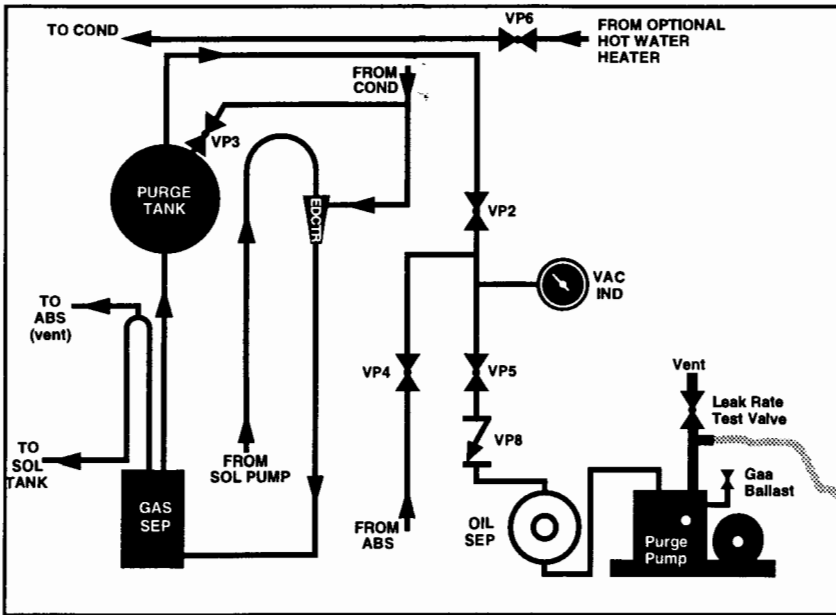 TO COND
VP6
FROM OPTIONAL
HOT WATER
HEATER
FROM
COND
VP3
PURGE
TANK
EDCTR
VP2
VAC
IND
TO
ABS
(vent)
VP4
VP5
Vent
Leak Rate
Test Valve
VP8
TO
SOL
TANK
FROM
SOL PUMP
Gaa
Ballast
GAS
SEP
FROM
ABS
OIL
SEP
Purge
Pump